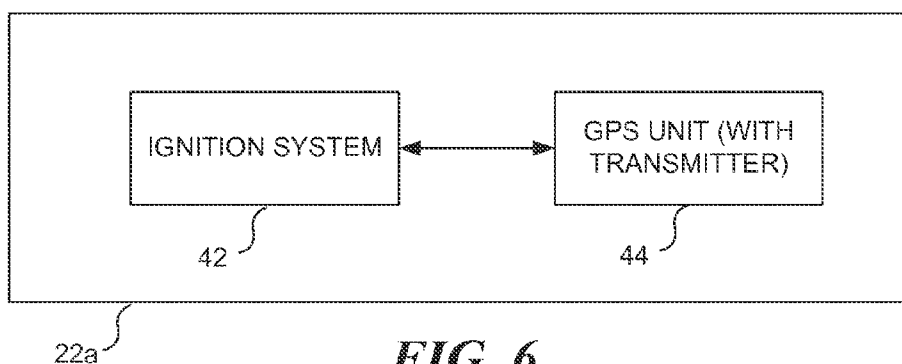 IGNITION SYSTEM
GPS UNIT (WITH
TRANSMITTER)
42
44
22a
FIG. 6